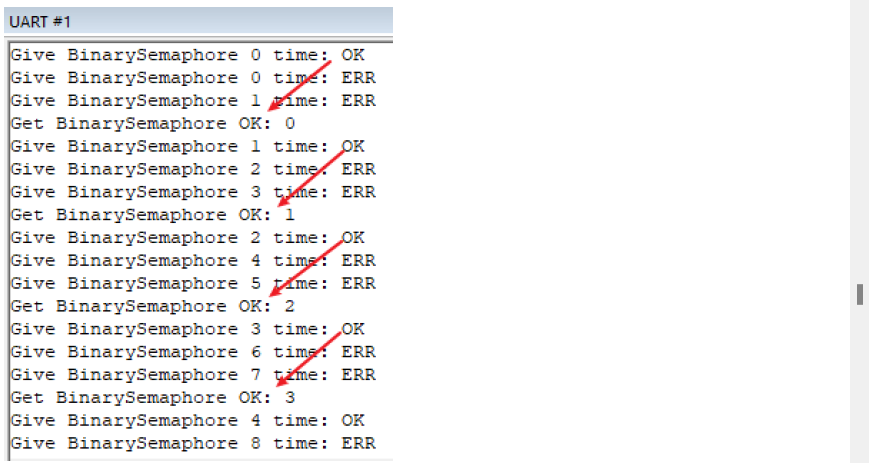 UART #1
Give BinarySemaphore 0 time: OK
Give BinarySemaphore 0 time: ERR
Give BinarySemaphore 1 time: ERR
Get BinarySemaphore OK: 0
Give BinarySemaphore 1 time: OK
Give BinarySemaphore 2 time: ERR
Give BinarySemaphore 3 time: ERR
Get BinarySemaphore OK: 1
Give BinarySemaphore 2 time: OK
Give BinarySemaphore 4 time: ERR
Give BinarySemaphore 5 time: ERR
Get BinarySemaphore OK: 2
Give BinarySemaphore 3 time: OK
Give BinarySemaphore 6 time: ERR
Give BinarySemaphore 7 time: ERR
Get BinarySemaphore OK: 3
Give BinarySemaphore 4 time: OK
Give BinarySemaphore 8 time: ERR